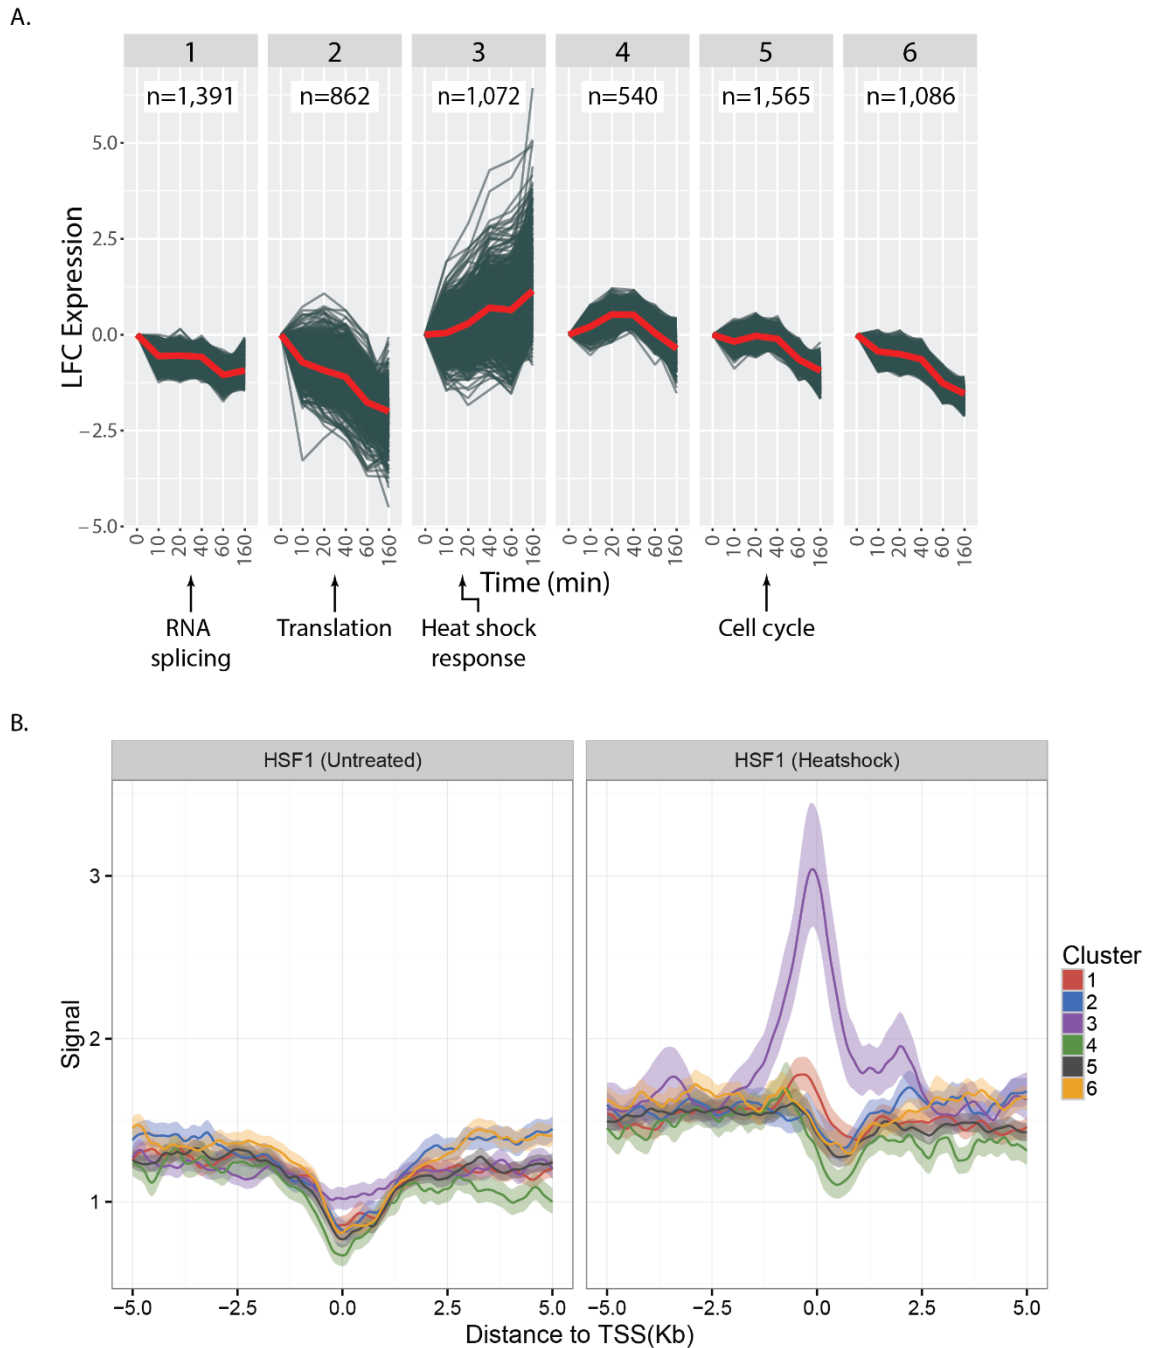 A.
1 2 3 4 5 6
n=1,391 n=862 n=1,072 n=540 n=1,565 n=1,086
5.0
2.5
0.0
−2.5
−5.0
LFC Expression
0 10 20 40 60 160 0 10 20 40 60 160 0 10 20 40 60 160 0 10 20 40 60 160 0 10 20 40 60 160 0 10 20 40 60 160
Time (min)
RNA
splicing
Translation
Heat shock
response
Cell cycle
B.
HSF1 (Untreated) HSF1 (Heatshock)
3
2
1
Signal
−5.0 −2.5 0.0 2.5 5.0 −5.0 −2.5 0.0 2.5 5.0
Distance to TSS(Kb)
Cluster
1
2
3
4
5
6